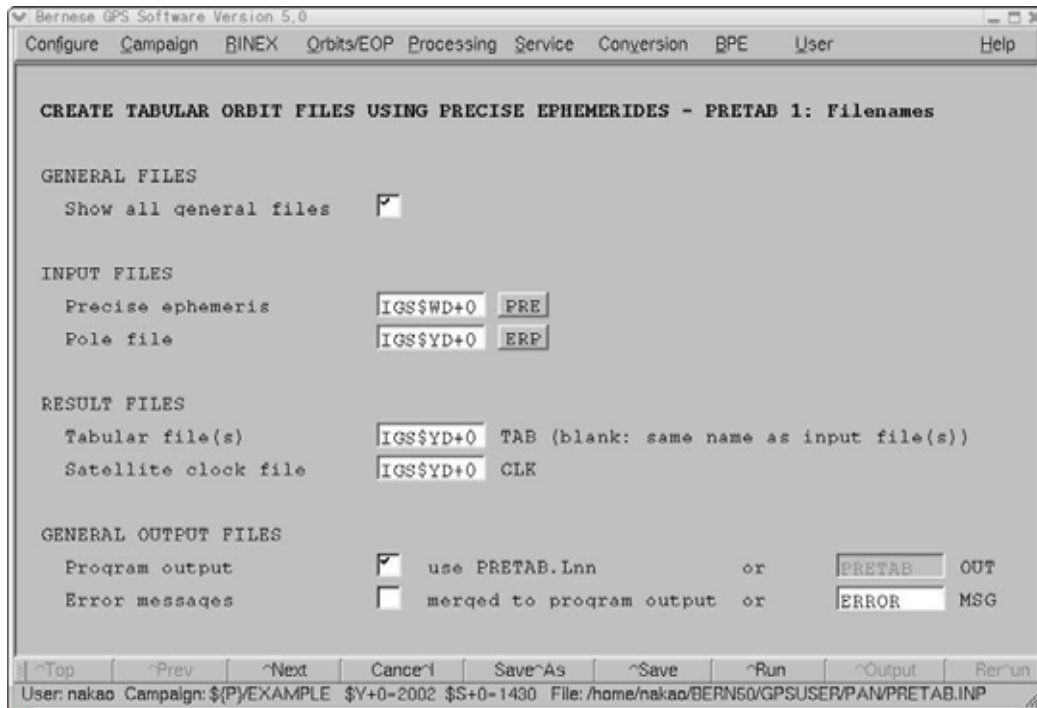 Bernese GPS Software Version 5.0
Configure Campaign RINEX Orbits/EOP Processing Service Conversion BPE User Help
CREATE TABULAR ORBIT FILES USING PRECISE EPHEMERIDES - PRETAB 1: Filenames
GENERAL FILES
Show all general files
INPUT FILES
Precise ephemeris IGS$WD+0 PRE
Pole file IGS$YD+0 ERP
RESULT FILES
Tabular file(s) IGS$YD+0 TAB (blank: same name as input file(s))
Satellite clock file IGS$YD+0 CLK
GENERAL OUTPUT FILES
Program output use PRETAB.Lnn or PRETAB OUT
Error messages merged to program output or ERROR MSG
^Top ^Prev ^Next Cance^l Save^As ^Save ^Run ^Output Rer^un
User: nakao Campaign: ${P}/EXAMPLE $Y+0=2002 $S+0=1430 File: /home/nakao/BERN50/GPSUSER/PAN/PRETAB.INP